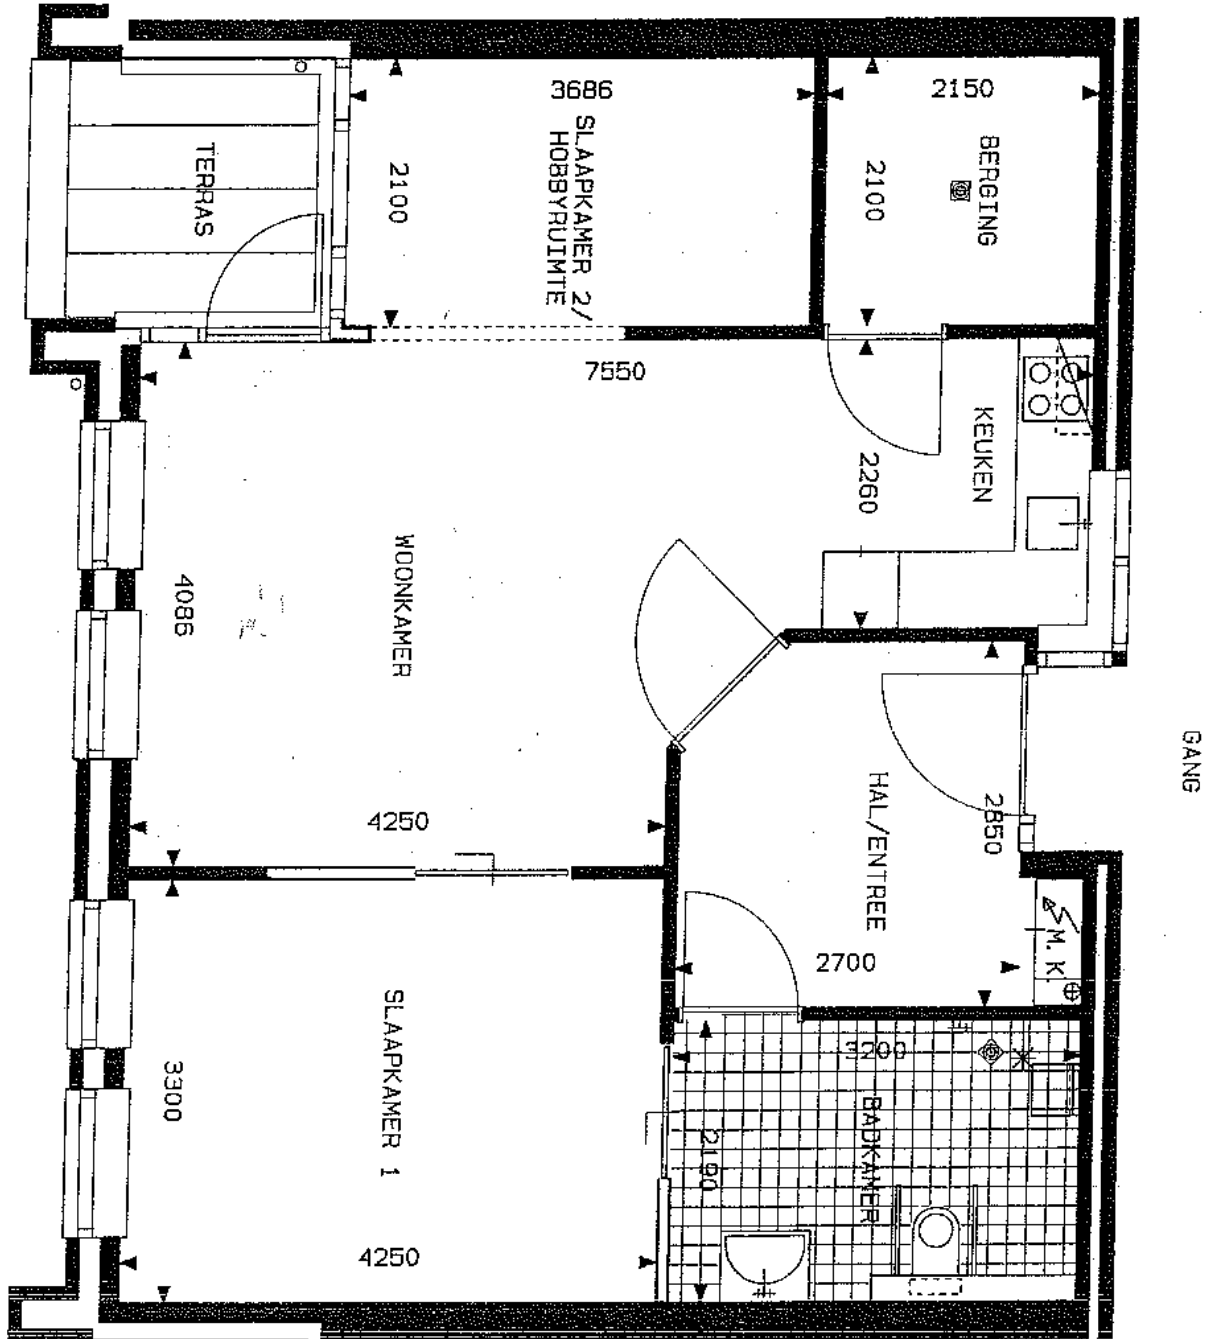 3686
2150
SLAAPKAMER 2/
HOBBYRUIMTE
BERGING
TERRAS
2100
2100
7550
KEUKEN
2260
WOONKAMER
4086
GANG
HAL/ENTREE
2850
4250
2700
M.K.
SLAAPKAMER 1
3200
BADKAMER
3300
2190
4250